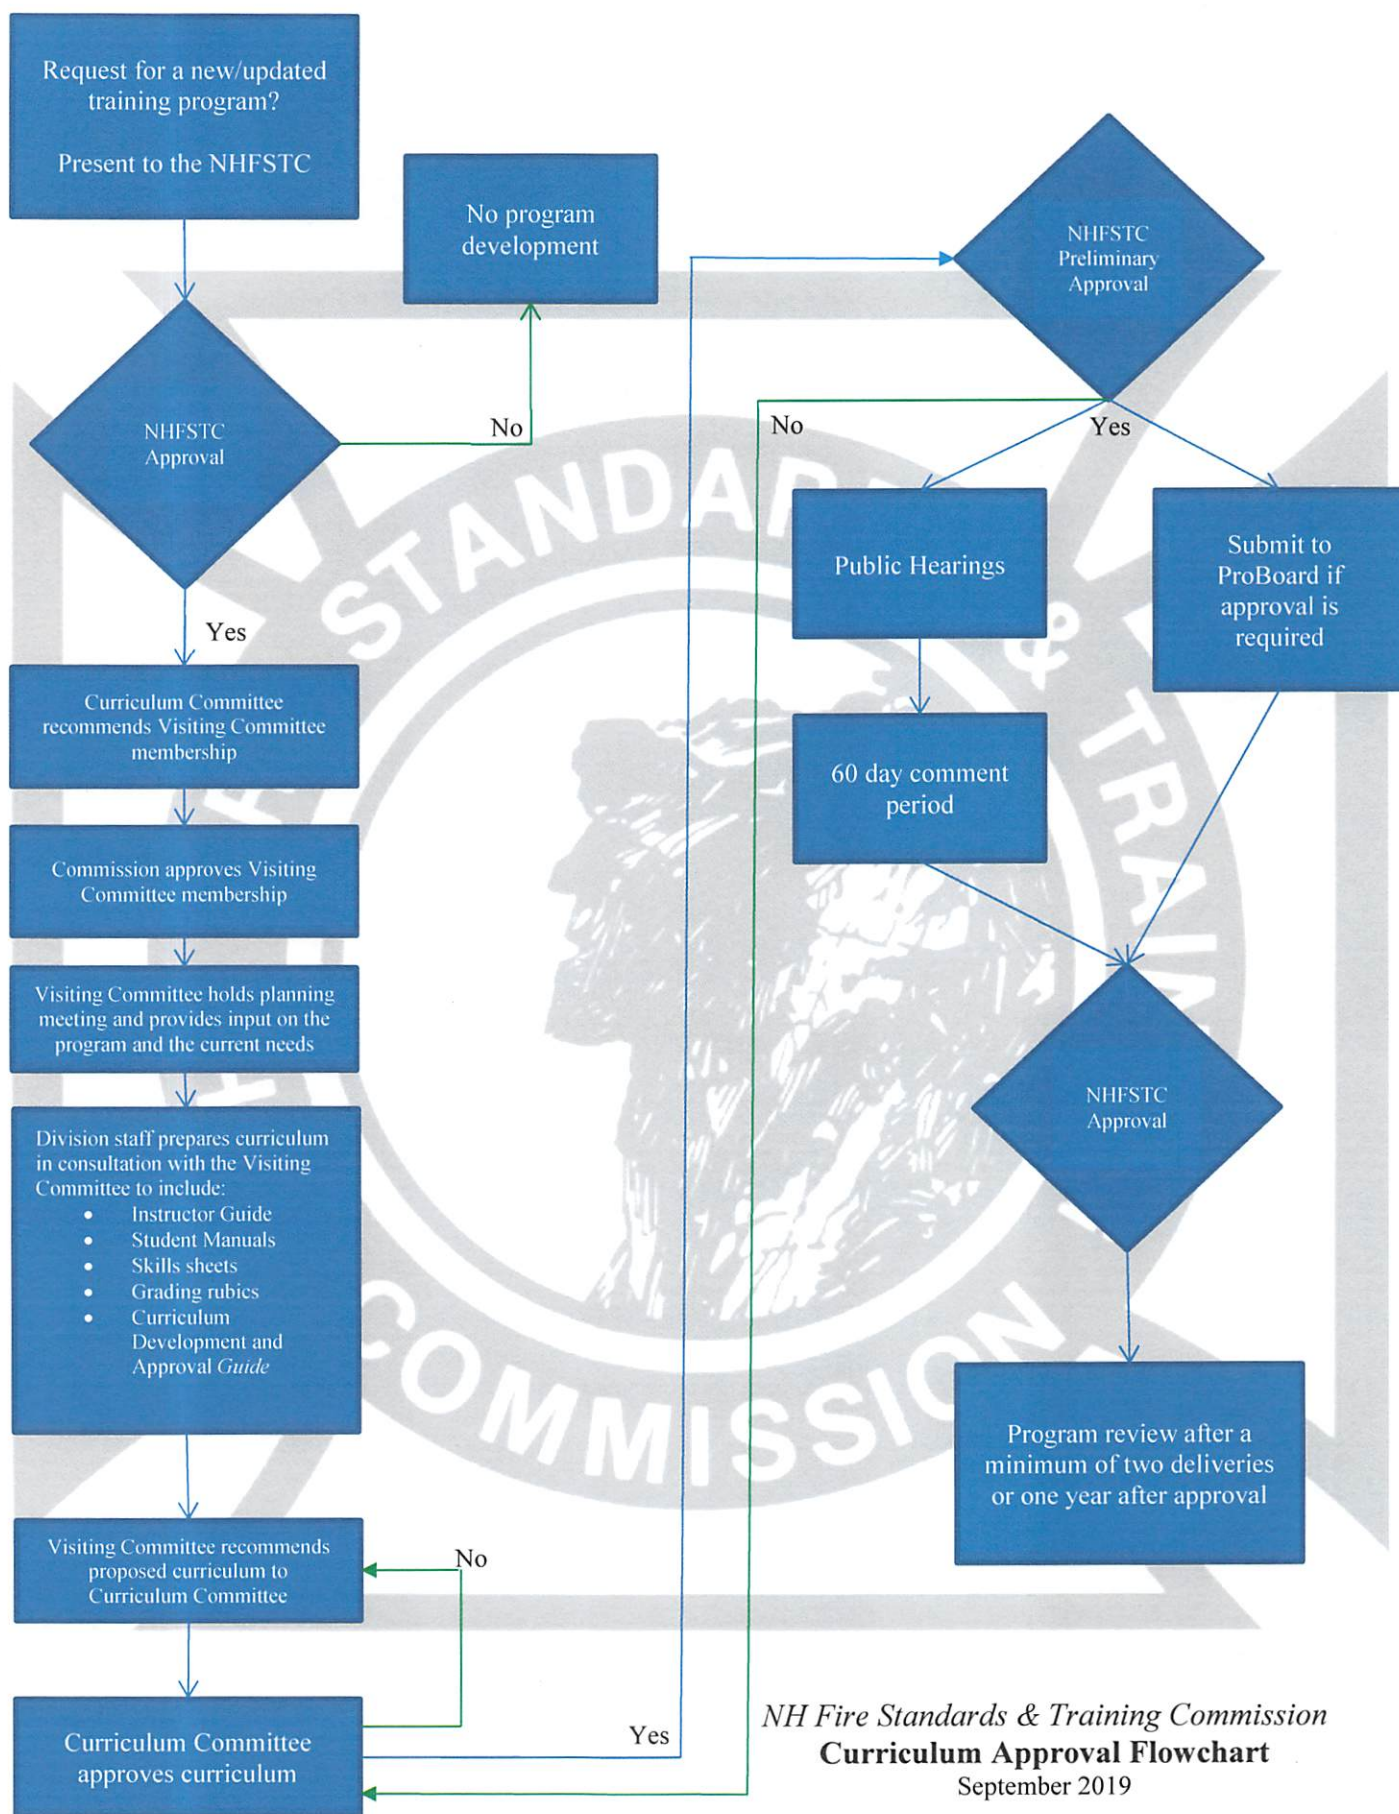 Request for a new/updated
training program?
Present to the NHFSTC
No program
development
NHFSTC
Preliminary
Approval
NHFSTC
Approval
No
No
Yes
Public Hearings
Submit to
ProBoard if
approval is
required
Yes
Curriculum Committee
recommends Visiting Committee
membership
60 day comment
period
Commission approves Visiting
Committee membership
Visiting Committee holds planning
meeting and provides input on the
program and the current needs
Division staff prepares curriculum
in consultation with the Visiting
Committee to include:
• Instructor Guide
• Student Manuals
• Skills sheets
• Grading rubics
• Curriculum
Development and
Approval Guide
NHFSTC
Approval
Program review after a
minimum of two deliveries
or one year after approval
Visiting Committee recommends
proposed curriculum to
Curriculum Committee
No
Curriculum Committee
approves curriculum
Yes
NH Fire Standards & Training Commission
Curriculum Approval Flowchart
September 2019
STANDARDS & TRAINING
COMMISSION